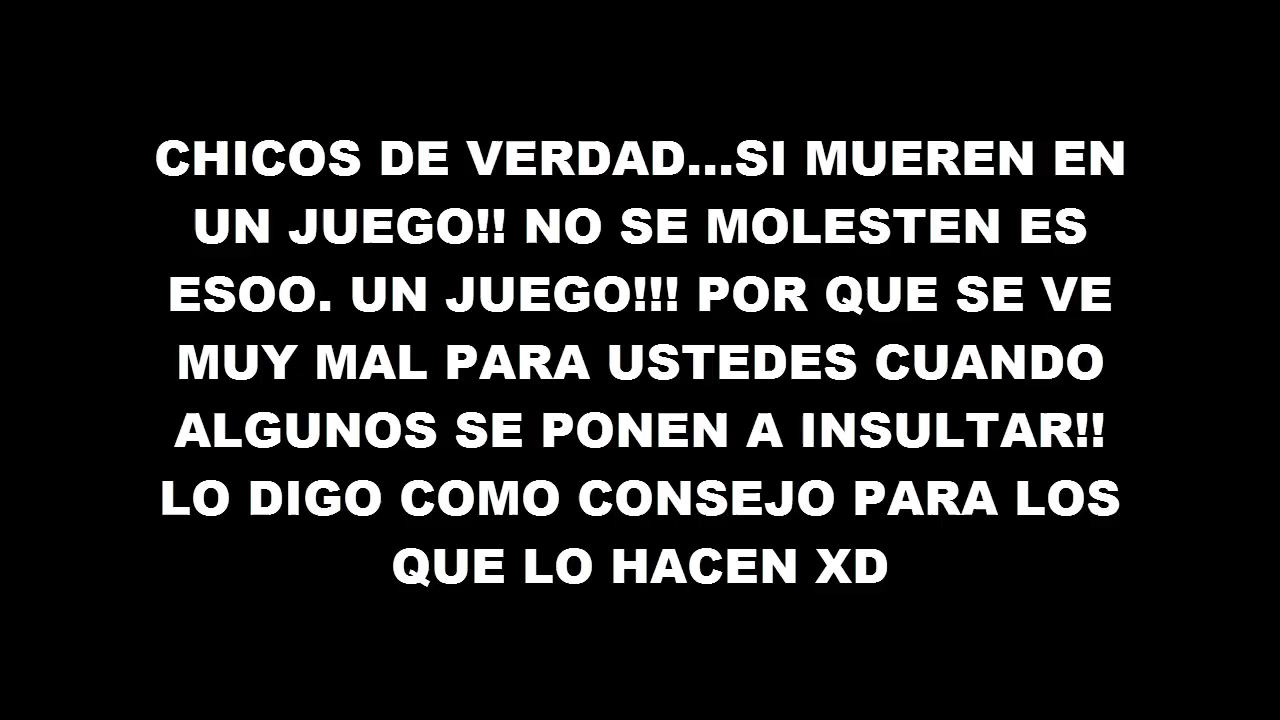 CHICOS DE VERDAD...SI MUEREN EN
UN JUEGO!! NO SE MOLESTEN ES
ESOO. UN JUEGO!!! POR QUE SE VE
MUY MAL PARA USTEDES CUANDO
ALGUNOS SE PONEN A INSULTAR!!
LO DIGO COMO CONSEJO PARA LOS
QUE LO HACEN XD